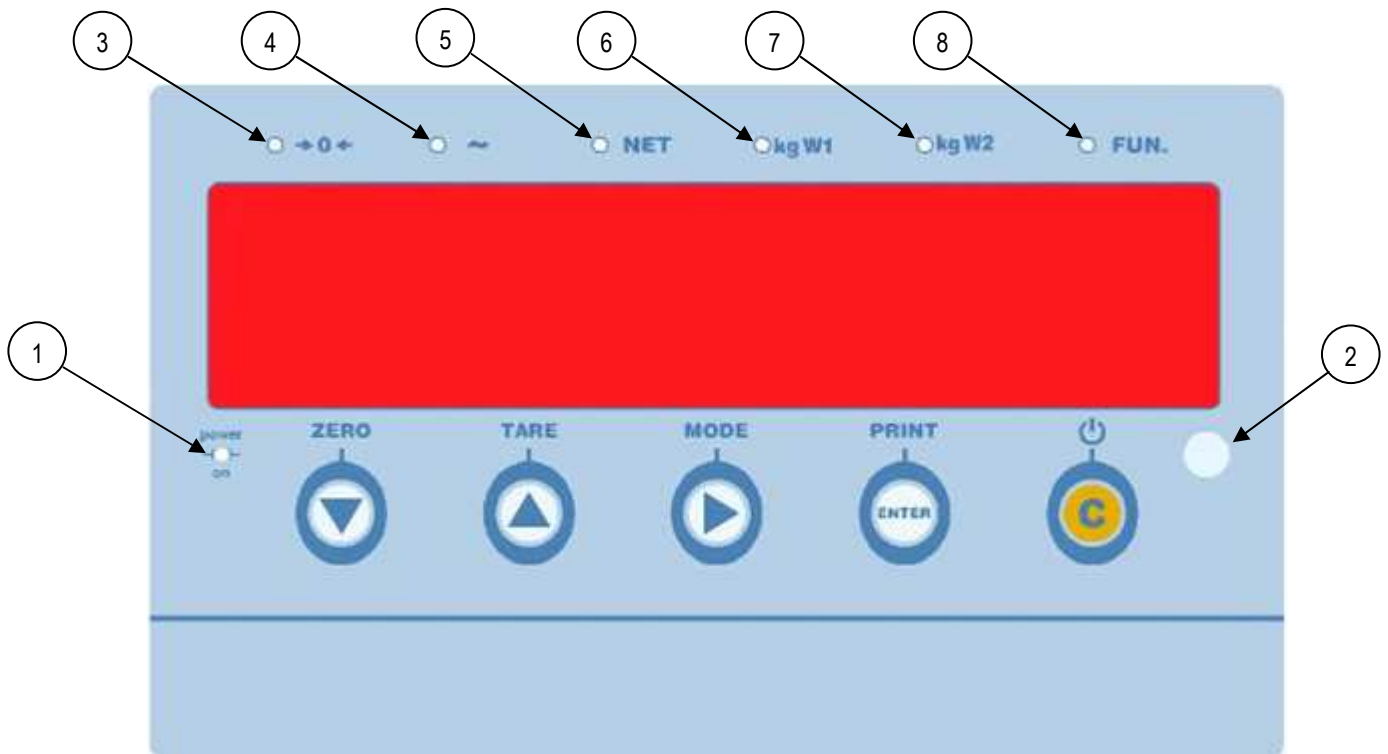 3 4 5 6 7 8
→0← ~ NET kg W1 kg W2 FUN.
1 2
power ZERO TARE MODE PRINT
on
ENTER C